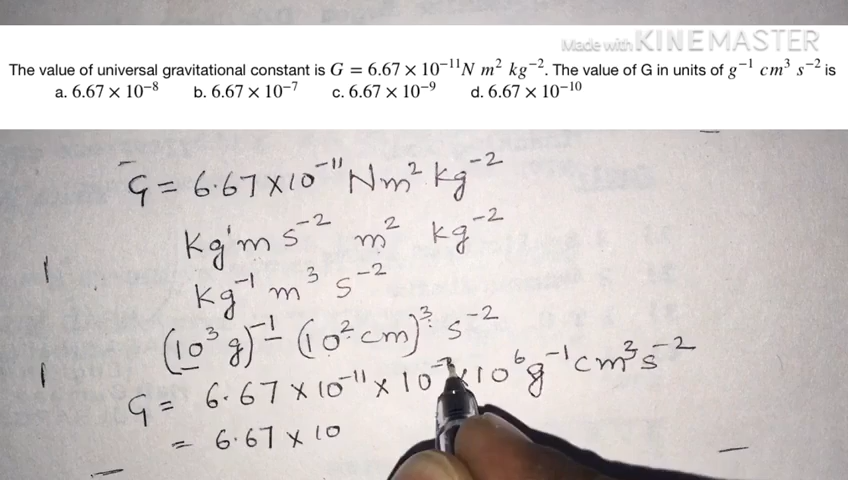 Made with KINEMASTER
The value of universal gravitational constant is G = 6.67 × 10⁻¹¹N m² kg⁻². The value of G in units of g⁻¹ cm³ s⁻² is
a. 6.67 × 10⁻⁸ b. 6.67 × 10⁻⁷ c. 6.67 × 10⁻⁹ d. 6.67 × 10⁻¹⁰
G = 6.67 × 10⁻¹¹ Nm² kg⁻²
kg¹ m s⁻² m² kg⁻²
kg⁻¹ m³ s⁻²
(10³ g)⁻¹ (10² cm)³ s⁻²
G = 6.67 × 10⁻¹¹ × 10⁻³ × 10⁶ g⁻¹ cm³ s⁻²
= 6.67 × 10